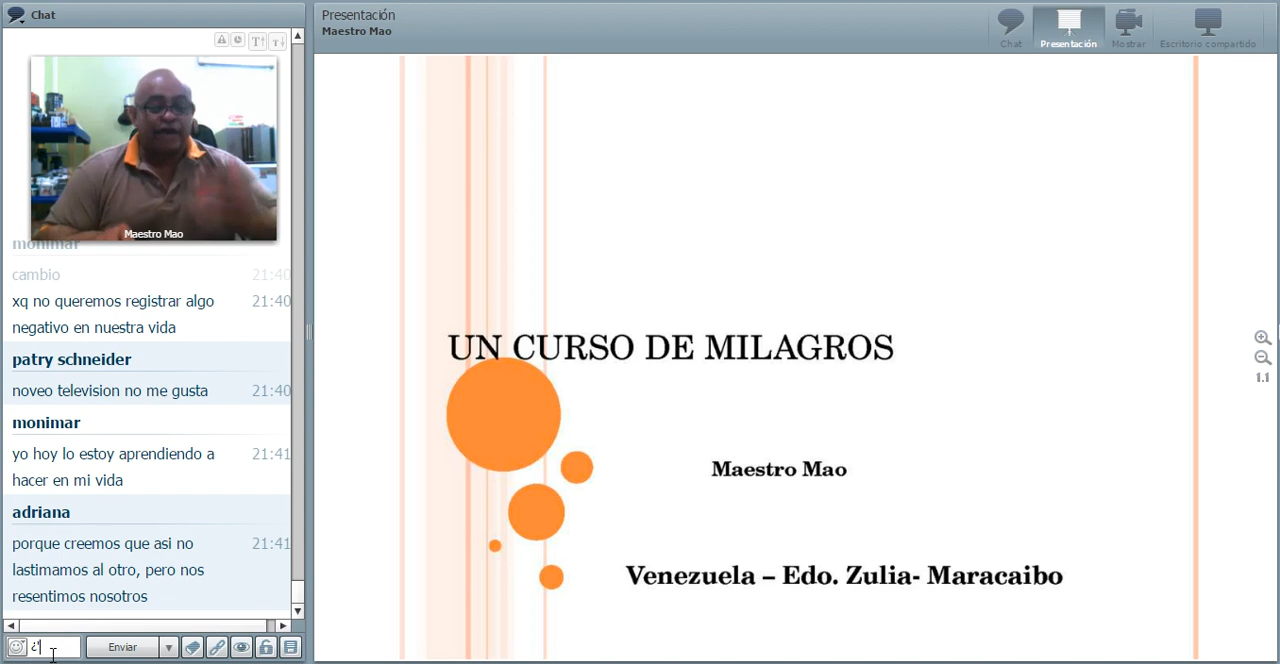 Chat
Presentación
Maestro Mao
Chat
Presentación
Mostrar
Escritorio compartido
T
T
Maestro Mao
monimar
cambio 21:40
xq no queremos registrar algo 21:40
negativo en nuestra vida
patry schneider
noveo television no me gusta 21:40
monimar
yo hoy lo estoy aprendiendo a 21:41
hacer en mi vida
adriana
porque creemos que asi no 21:41
lastimamos al otro, pero nos
resentimos nosotros
Enviar
UN CURSO DE MILAGROS
Maestro Mao
Venezuela – Edo. Zulia- Maracaibo
1.1